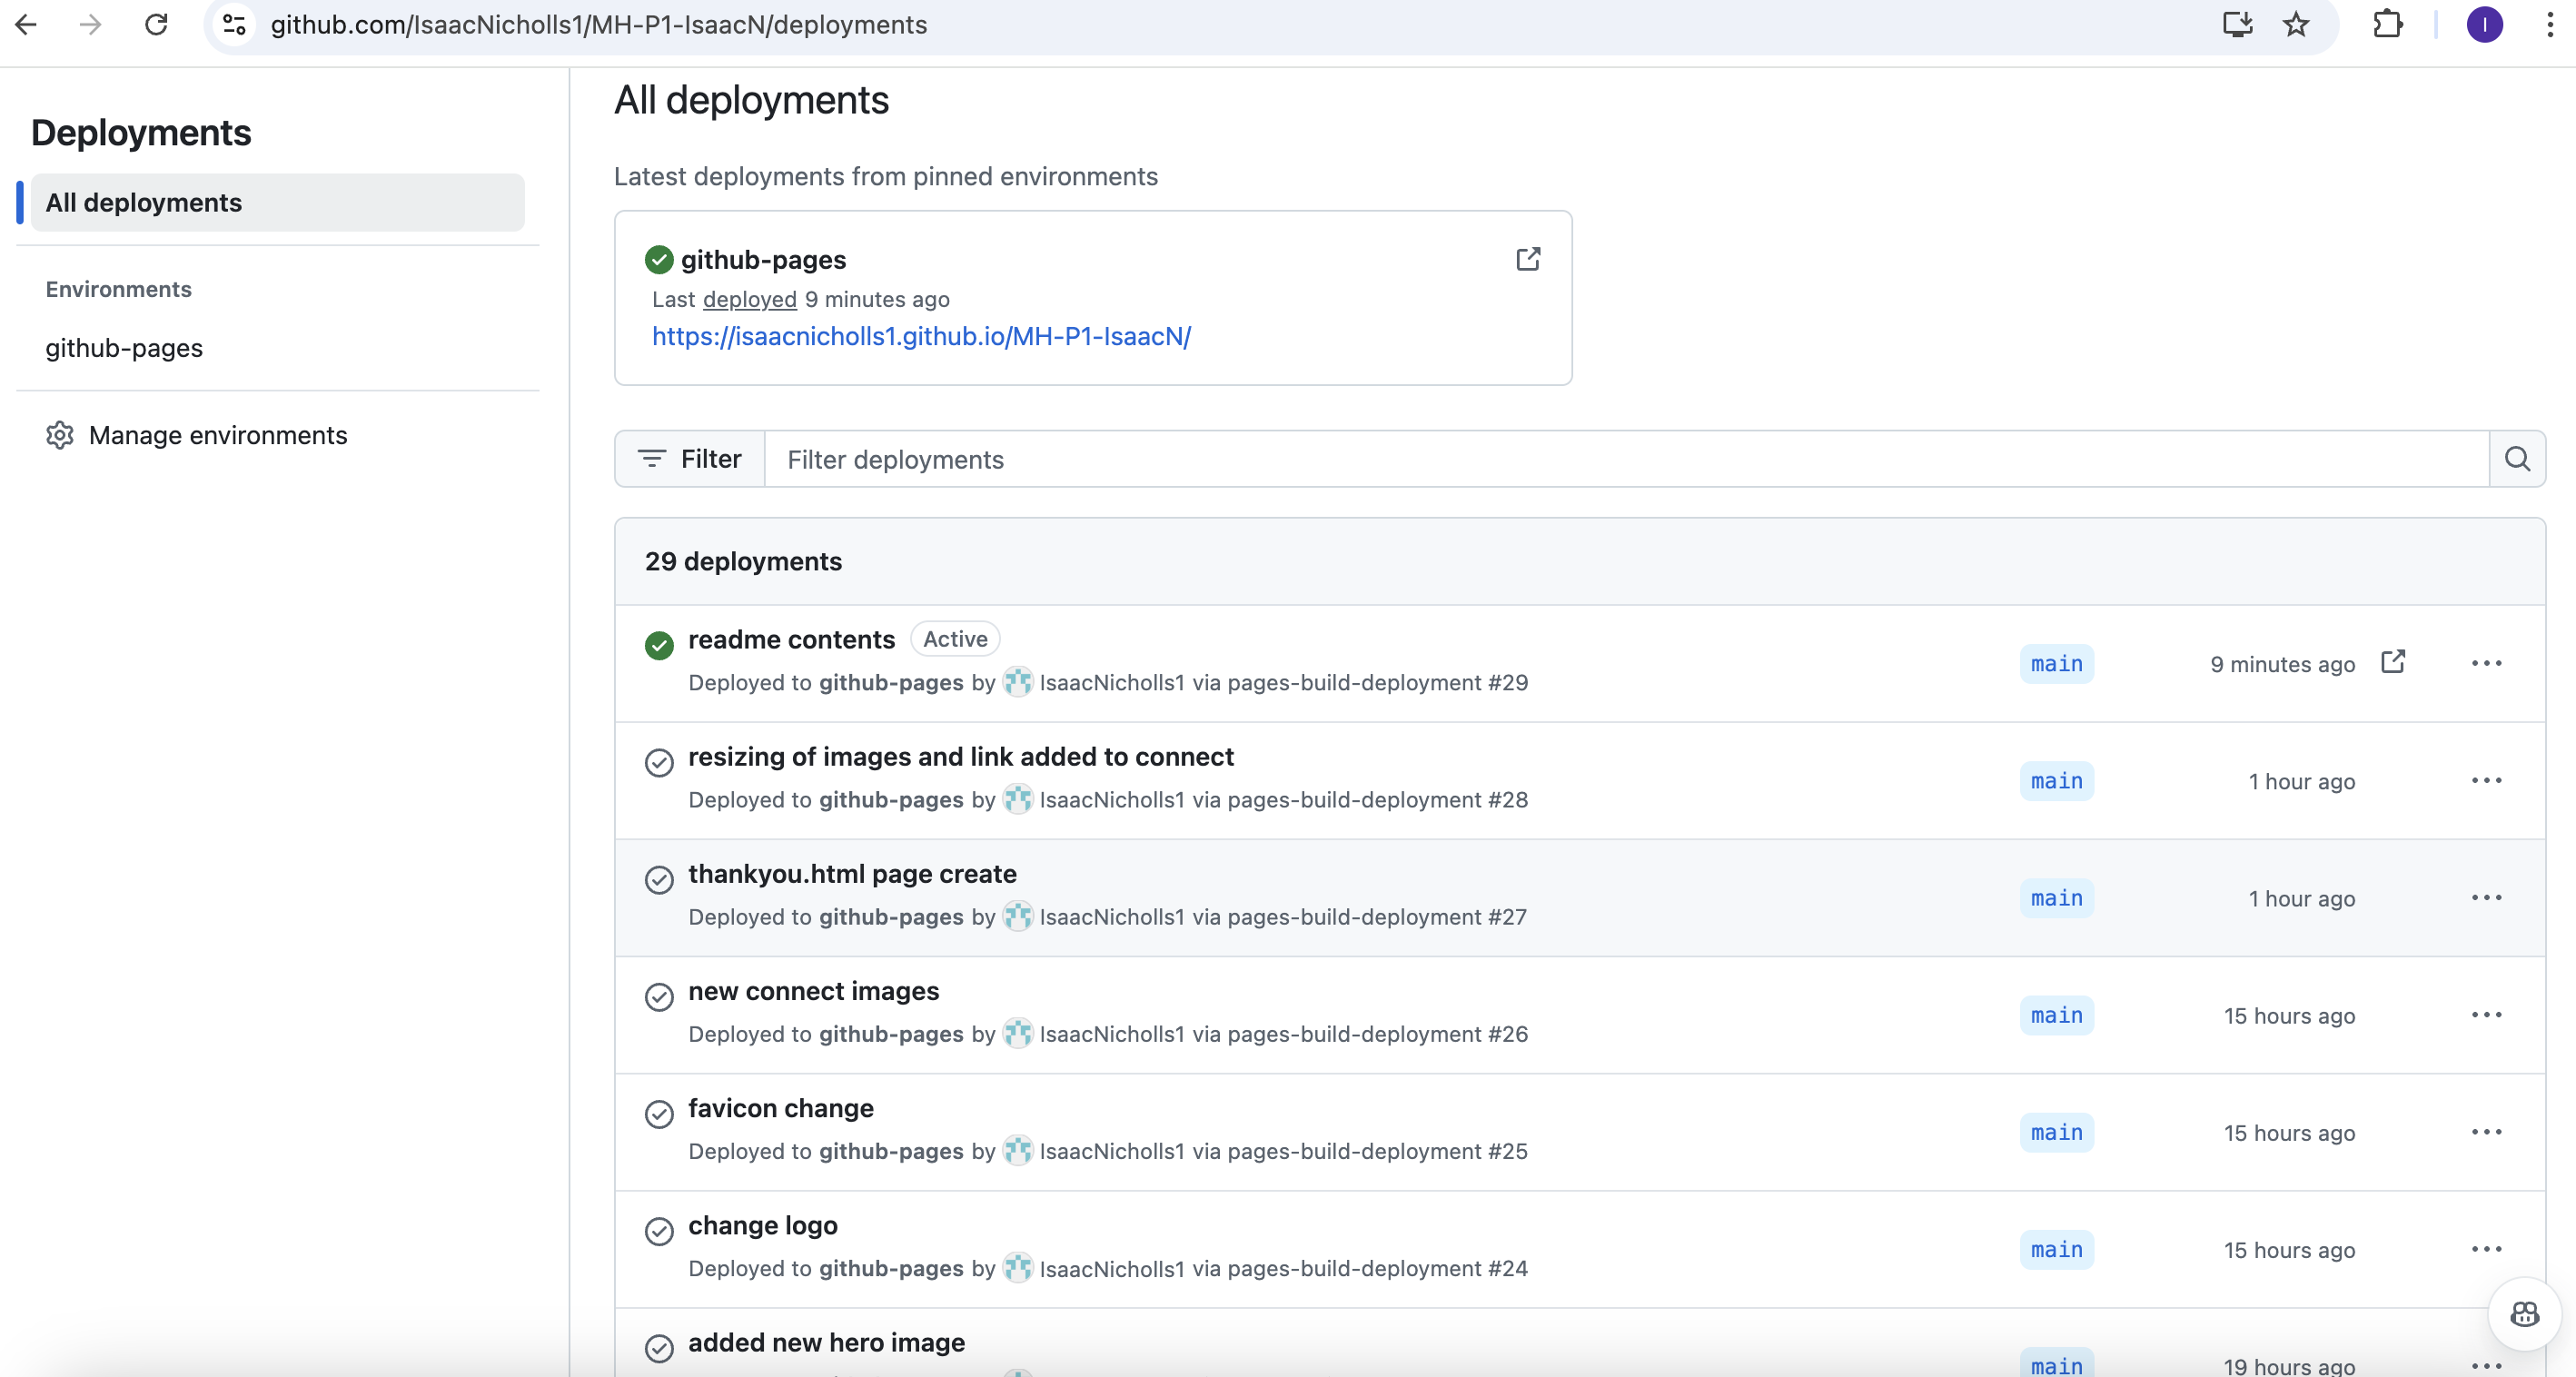 github.com/IsaacNicholls1/MH-P1-IsaacN/deployments
I
Deployments
All deployments
Environments
github-pages
Manage environments
All deployments
Latest deployments from pinned environments
github-pages
Last deployed 9 minutes ago
https://isaacnicholls1.github.io/MH-P1-IsaacN/
Filter
Filter deployments
29 deployments
readme contents Active
Deployed to github-pages by IsaacNicholls1 via pages-build-deployment #29
main
9 minutes ago
resizing of images and link added to connect
Deployed to github-pages by IsaacNicholls1 via pages-build-deployment #28
main
1 hour ago
thankyou.html page create
Deployed to github-pages by IsaacNicholls1 via pages-build-deployment #27
main
1 hour ago
new connect images
Deployed to github-pages by IsaacNicholls1 via pages-build-deployment #26
main
15 hours ago
favicon change
Deployed to github-pages by IsaacNicholls1 via pages-build-deployment #25
main
15 hours ago
change logo
Deployed to github-pages by IsaacNicholls1 via pages-build-deployment #24
main
15 hours ago
added new hero image
main
19 hours ago